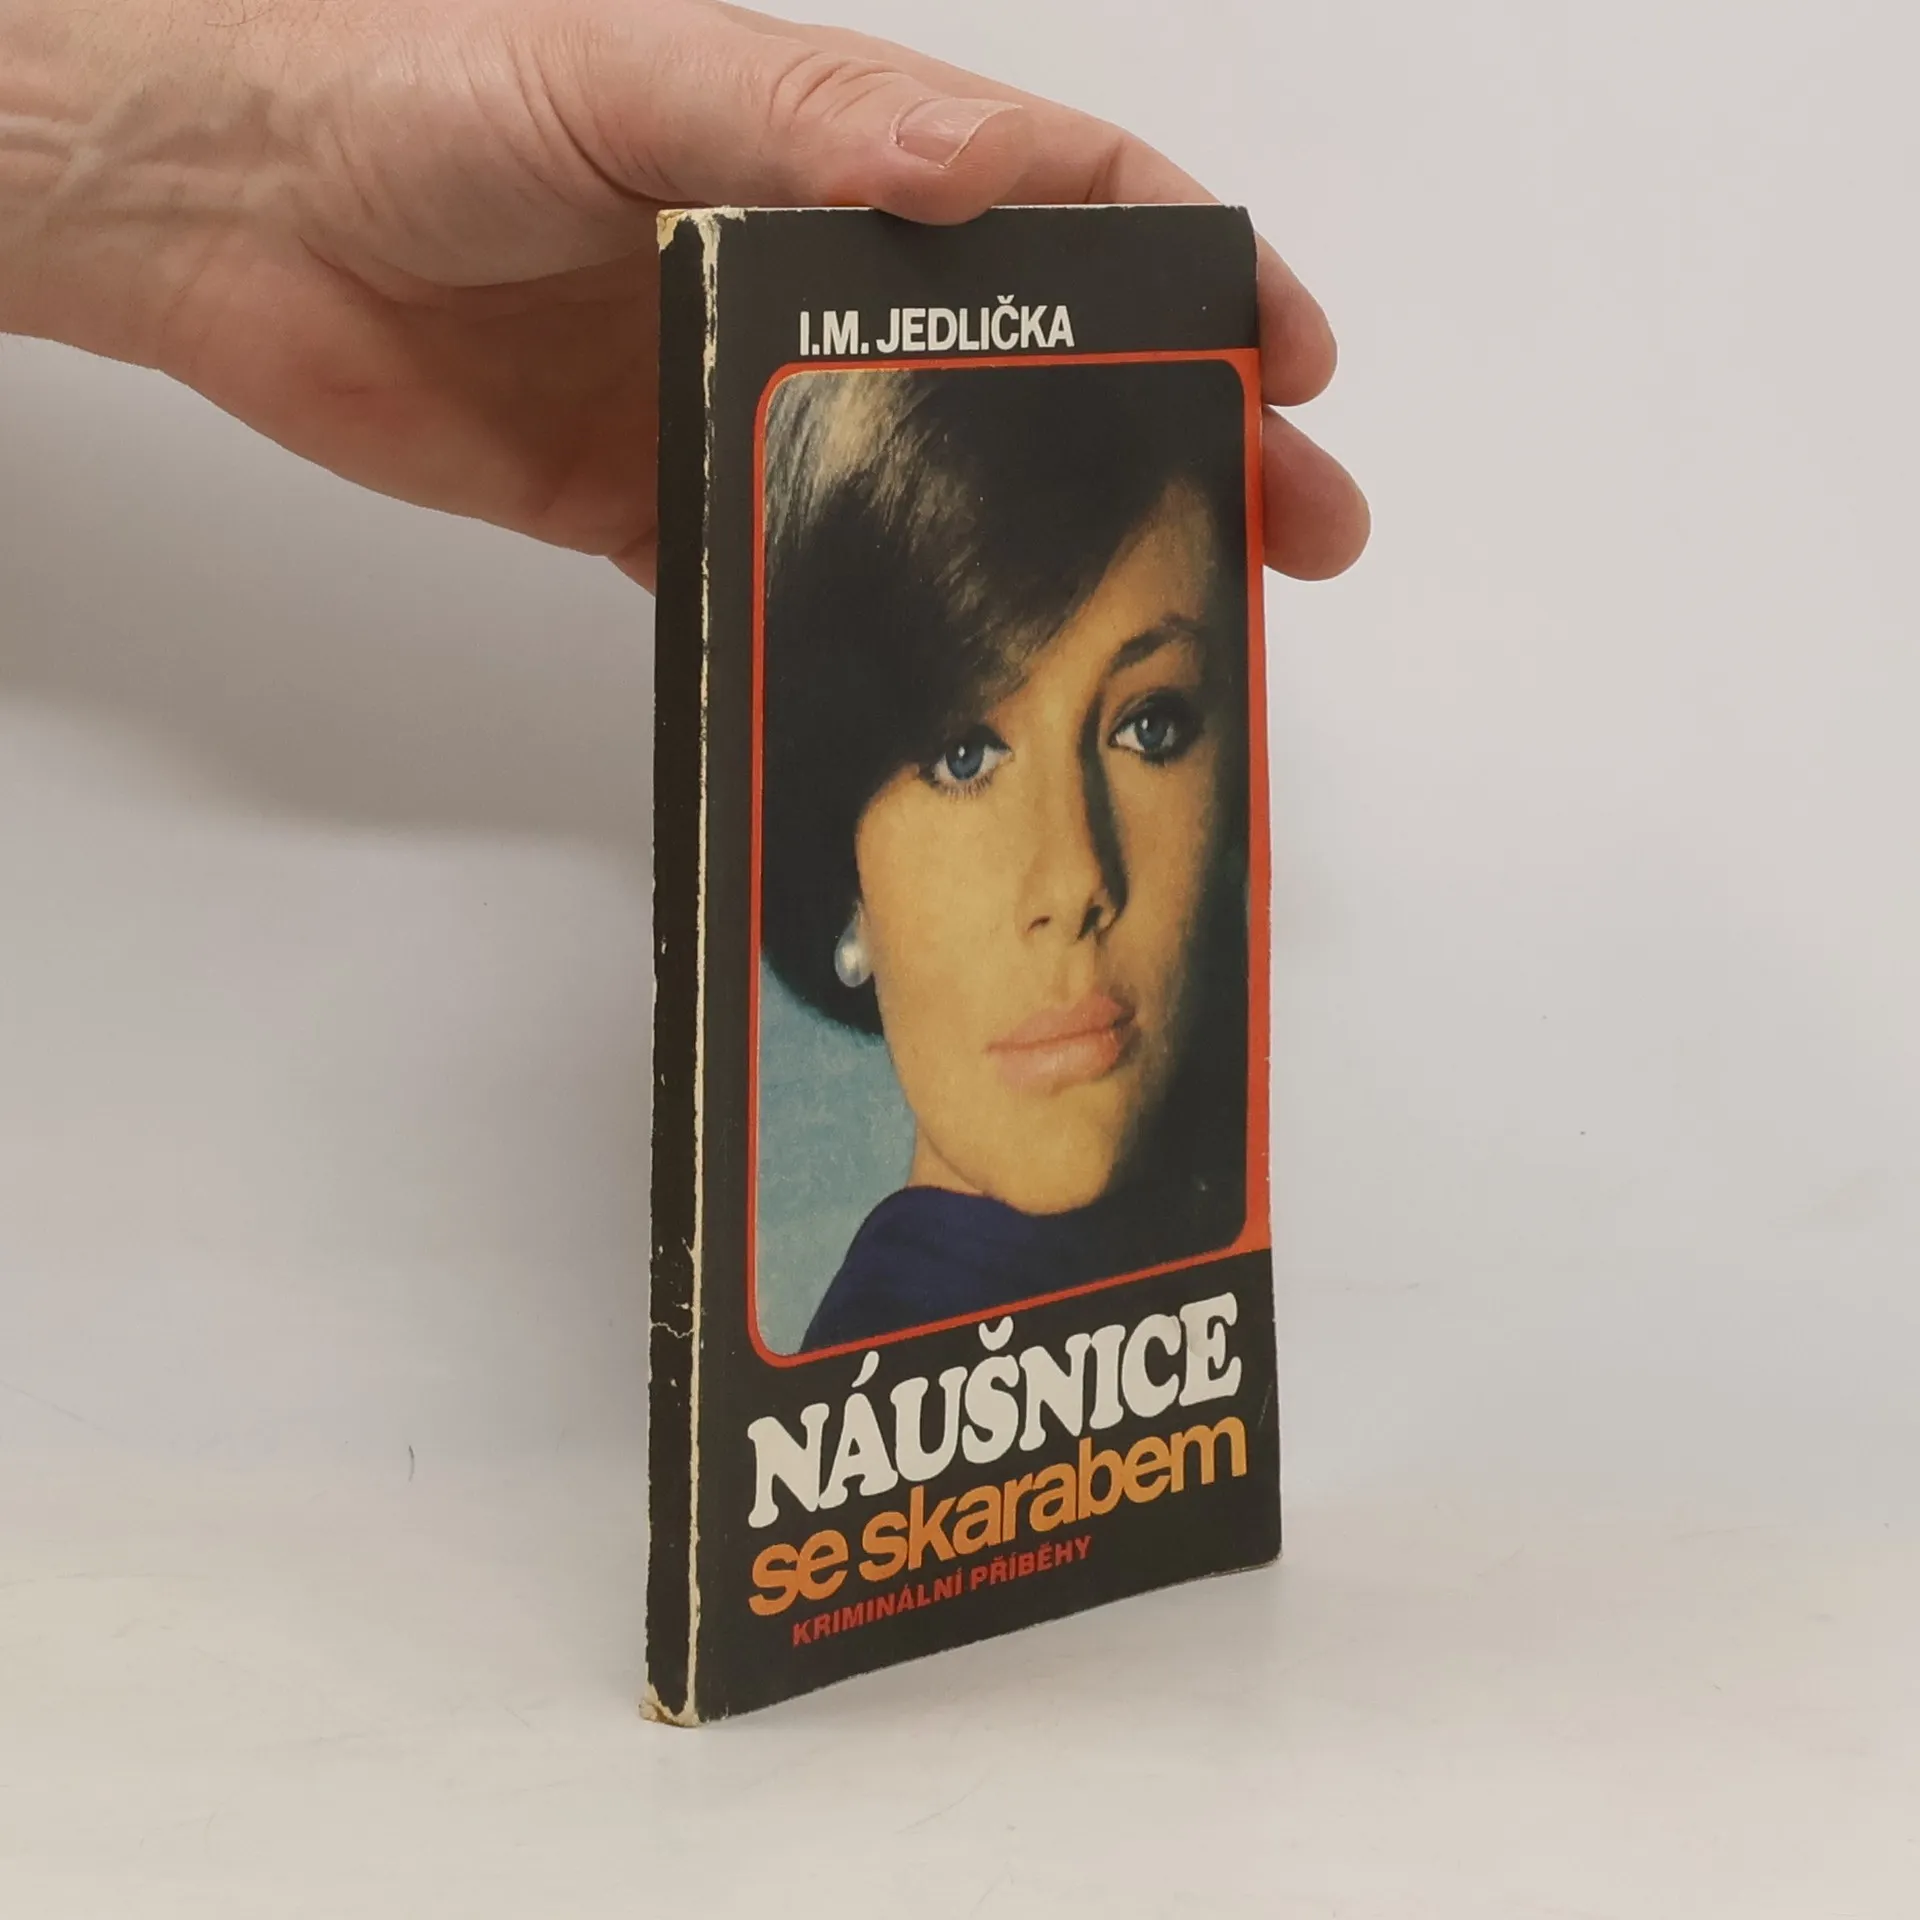 I.M. JEDLIČKA
NÁUŠNICE
se skarabem
KRIMINÁLNÍ PŘÍBĚHY